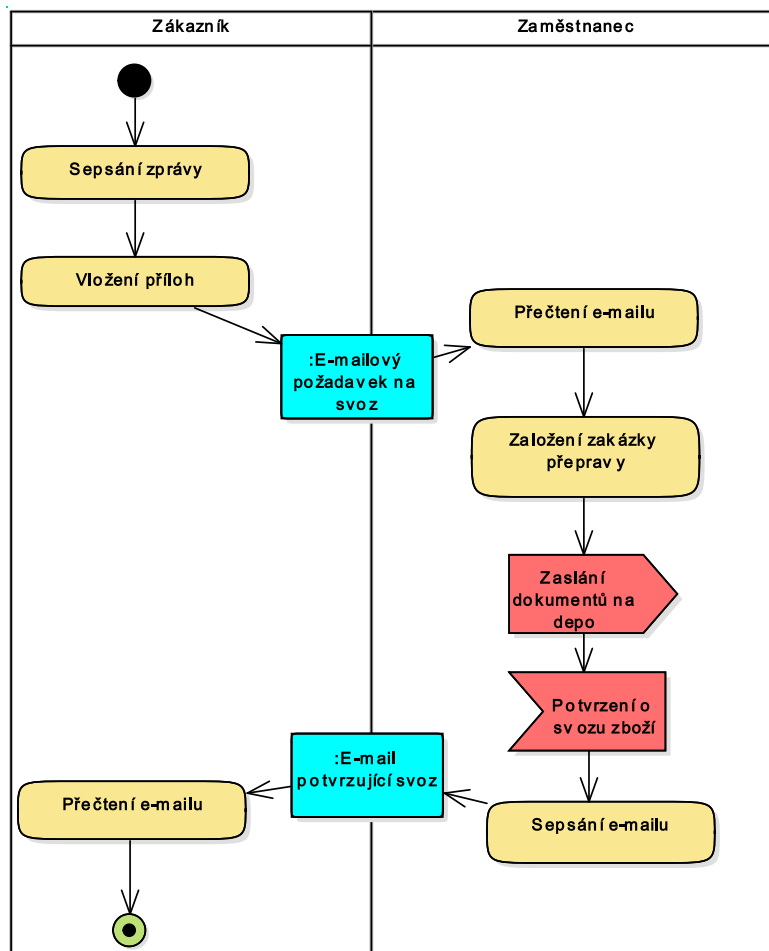 Zákazník
Zaměstnanec
Sepsání zprávy
Vložení příloh
:E-mailový
požadavek na
svoz
Přečtení e-mailu
Založení zakázky
přepravy
Zaslání
dokumentů na
depo
Potvrzení o
svozu zboží
Sepsání e-mailu
:E-mail
potvrzující svoz
Přečtení e-mailu